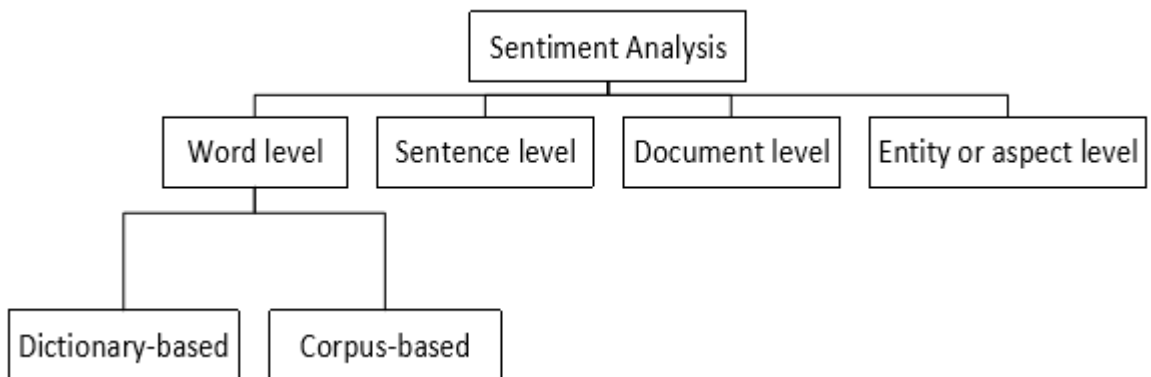 Sentiment Analysis
Word level
Sentence level
Document level
Entity or aspect level
Dictionary-based
Corpus-based